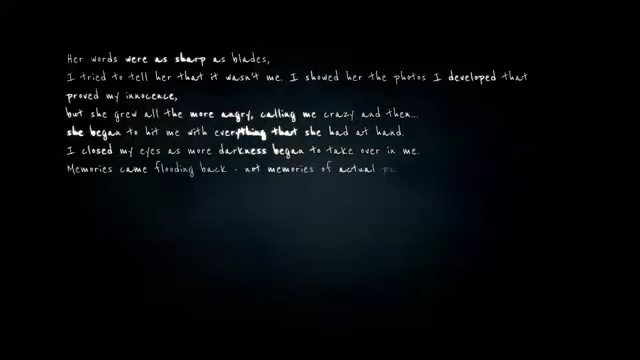 Her words were as sharp as blades,
I tried to tell her that it wasn't me. I showed her the photos I developed that
proved my innocence,
but she grew all the more angry, calling me crazy and then...
she began to hit me with everything that she had at hand.
I closed my eyes as more darkness began to take over in me.
Memories came flooding back - not memories of actual